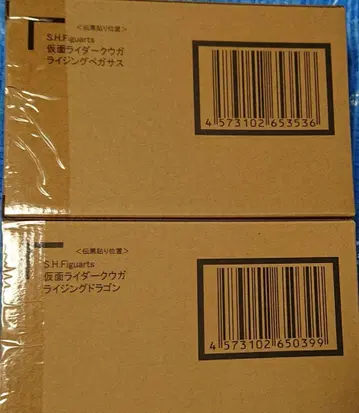 ＜伝票貼り位置＞
S.H.Figuarts
仮面ライダークウガ
ライジングペガサス
4 573102 653536
＜伝票貼り位置＞
S.H.Figuarts
仮面ライダークウガ
ライジングドラゴン
4 573102 650399